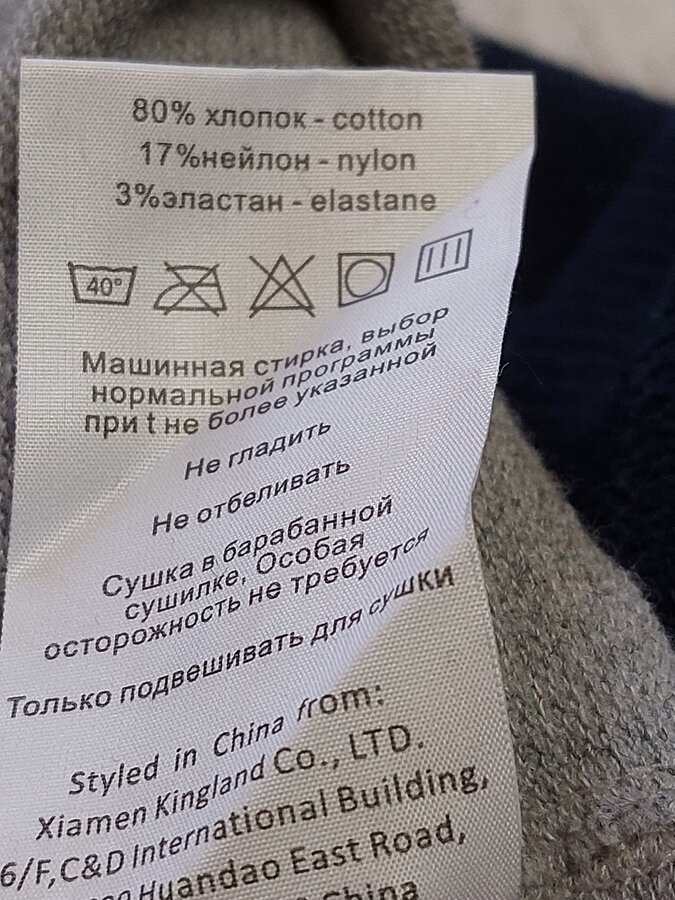 80% хлопок - cotton
17%нейлон - nylon
3%эластан - elastane
40°
Машинная стирка, выбор
нормальной программы
при t не более указанной
Не гладить
Не отбеливать
Сушка в барабанной
сушилке, Особая
осторожность не требуется
Только подвешивать для сушки
Styled in China from:
Xiamen Kingland Co., LTD.
6/F,C&D International Building,
Huandao East Road,
China